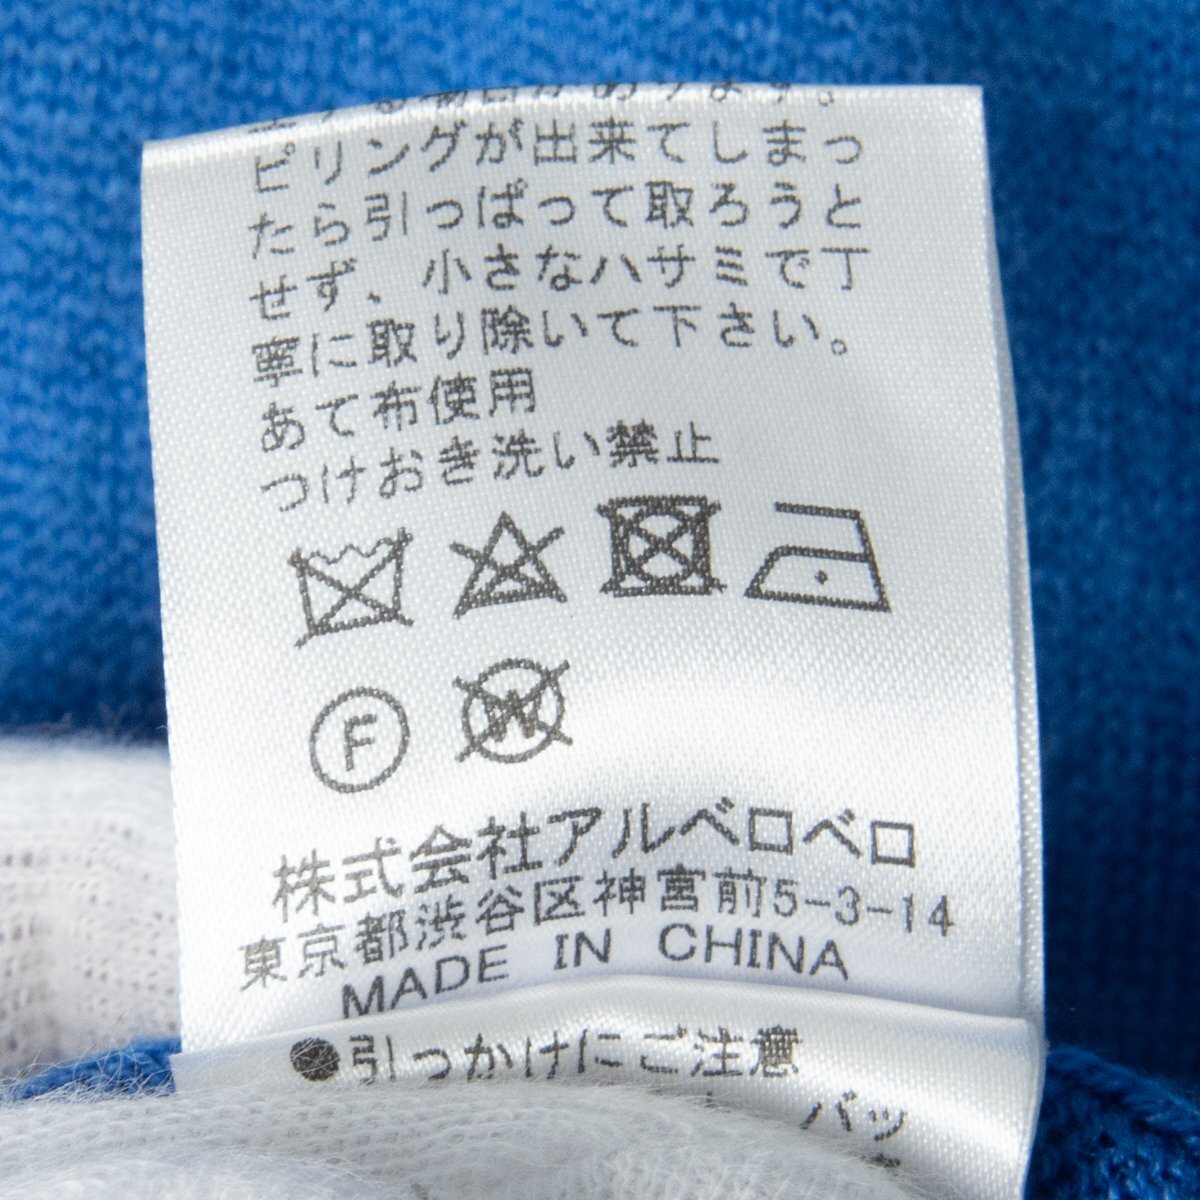 ピリングが出来てしまっ
たら引っぱって取ろうと
せず、小さなハサミで丁
寧に取り除いて下さい。
あて布使用
つけおき洗い禁止
F
W
株式会社アルベロベロ
東京都渋谷区神宮前5-3-14
MADE IN CHINA
●引っかけにご注意
バッ